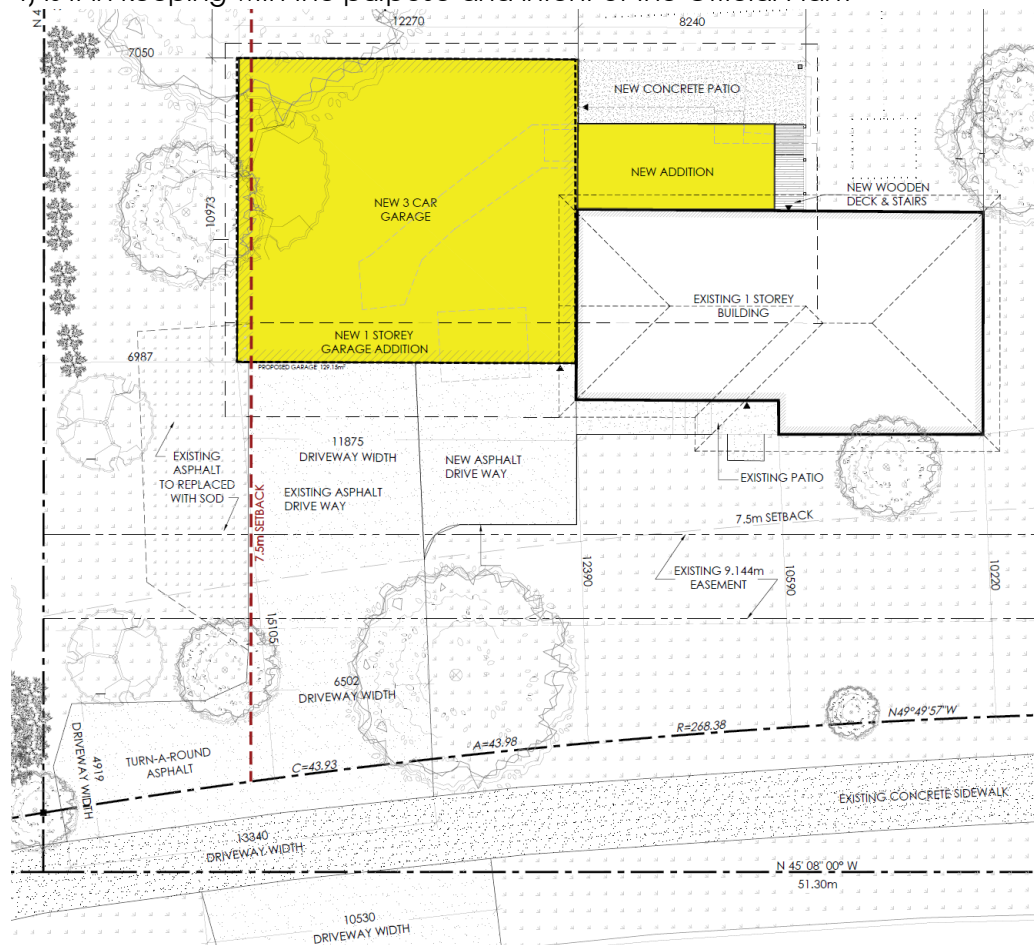 12270
8240
N4
7050
NEW CONCRETE PATIO
NEW ADDITION
NEW WOODEN
DECK & STAIRS
NEW 3 CAR
GARAGE
10973
EXISTING 1 STOREY
BUILDING
NEW 1 STOREY
GARAGE ADDITION
6987
PROPOSED GARAGE 129.15m²
11875
DRIVEWAY WIDTH
EXISTING
ASPHALT
TO REPLACED
WITH SOD
EXISTING ASPHALT
DRIVE WAY
NEW ASPHALT
DRIVE WAY
EXISTING PATIO
7.5m SETBACK
7.5m SETBACK
EXISTING 9.144m
EASEMENT
12390
10590
10220
15105
6502
DRIVEWAY WIDTH
N49°49'57"W
R=268.38
A=43.98
C=43.93
TURN-A-ROUND
ASPHALT
4919
DRIVEWAY WIDTH
EXISTING CONCRETE SIDEWALK
13340
DRIVEWAY WIDTH
N 45° 08' 00" W
51.30m
10530
DRIVEWAY WIDTH